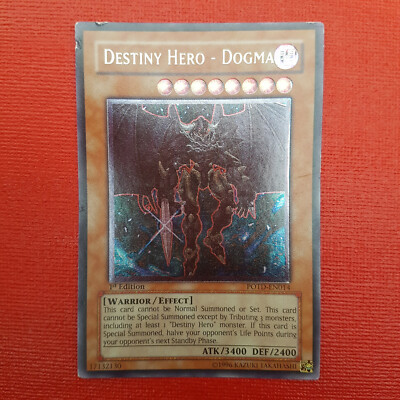 DESTINY HERO - DOGMA
1st Edition
POTD-EN014
[WARRIOR/EFFECT]
This card cannot be Normal Summoned or Set. This card
cannot be Special Summoned except by Tributing 3 monsters,
including at least 1 "Destiny Hero" monster. If this card is
Special Summoned, halve your opponent's Life Points during
your opponent's next Standby Phase.
ATK/3400 DEF/2400
17132130
©1996 KAZUKI TAKAHASHI